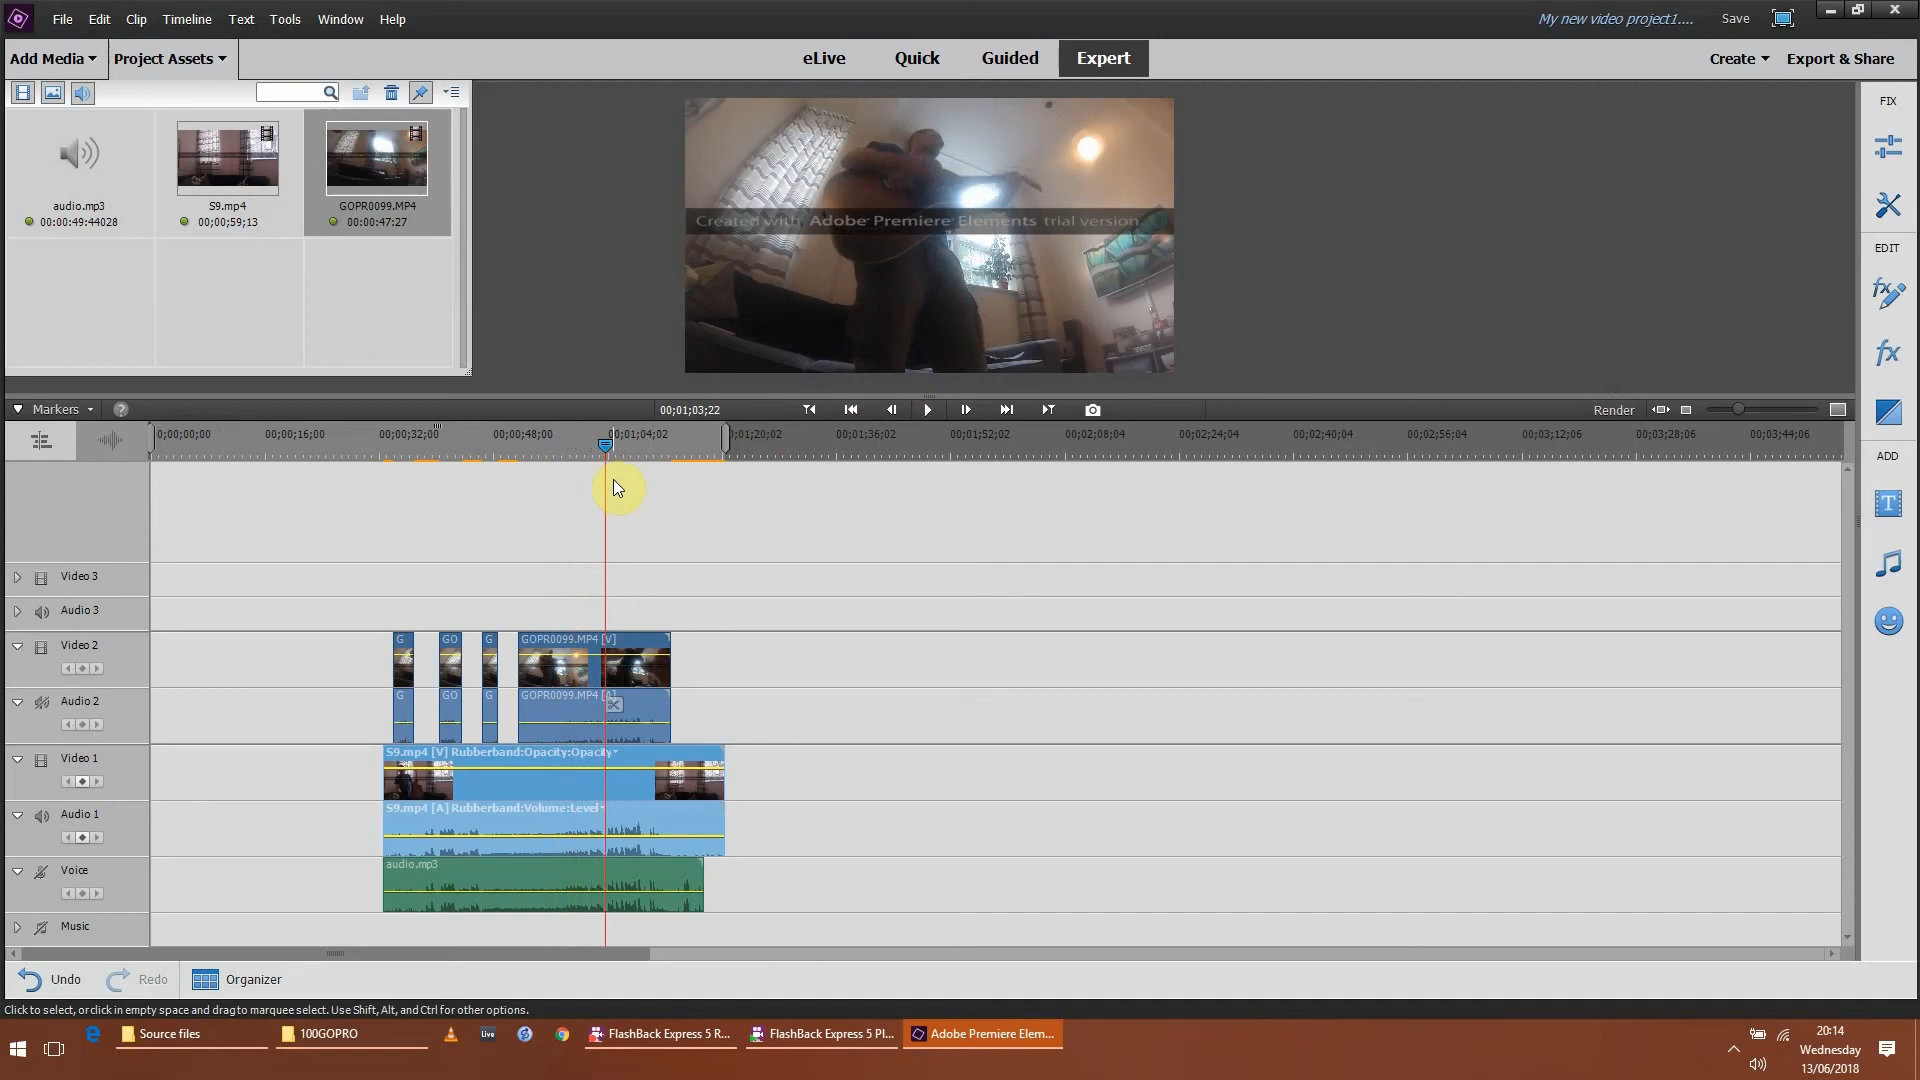 File Edit Clip Timeline Text Tools Window Help
My new video project1.... Save
Add Media Project Assets eLive Quick Guided Expert Create Export & Share
FIX
audio.mp3 S9.mp4 GOPR0099.MP4
00:00:49:44028 00;00;59;13 00:00:47:27
Created with Adobe Premiere Elements trial version
EDIT
fx
fx
Markers ? 00;01;03;22 Render
0;00;00;00 00;00;16;00 00;00;32;00 00;00;48;00 00;01;04;02 0;01;20;02 00;01;36;02 00;01;52;02 00;02;08;04 00;02;24;04 00;02;40;04 00;02;56;04 00;03;12;06 00;03;28;06 00;03;44;06
ADD
T
Video 3
Audio 3
Video 2 G GO G GOPR0099.MP4 [V]
Audio 2 G GO G GOPR0099.MP4
Video 1 S9.mp4 [V] Rubberband:Opacity:Opacity
Audio 1 S9.mp4 [A] Rubberband:Volume:Level
Voice audio.mp3
Music
Undo Redo Organizer
Click to select, or click in empty space and drag to marquee select. Use Shift, Alt, and Ctrl for other options.
Source files 100GOPRO live FlashBack Express 5 R... FlashBack Express 5 Pl... Adobe Premiere Elem...
20:14
Wednesday
13/06/2018